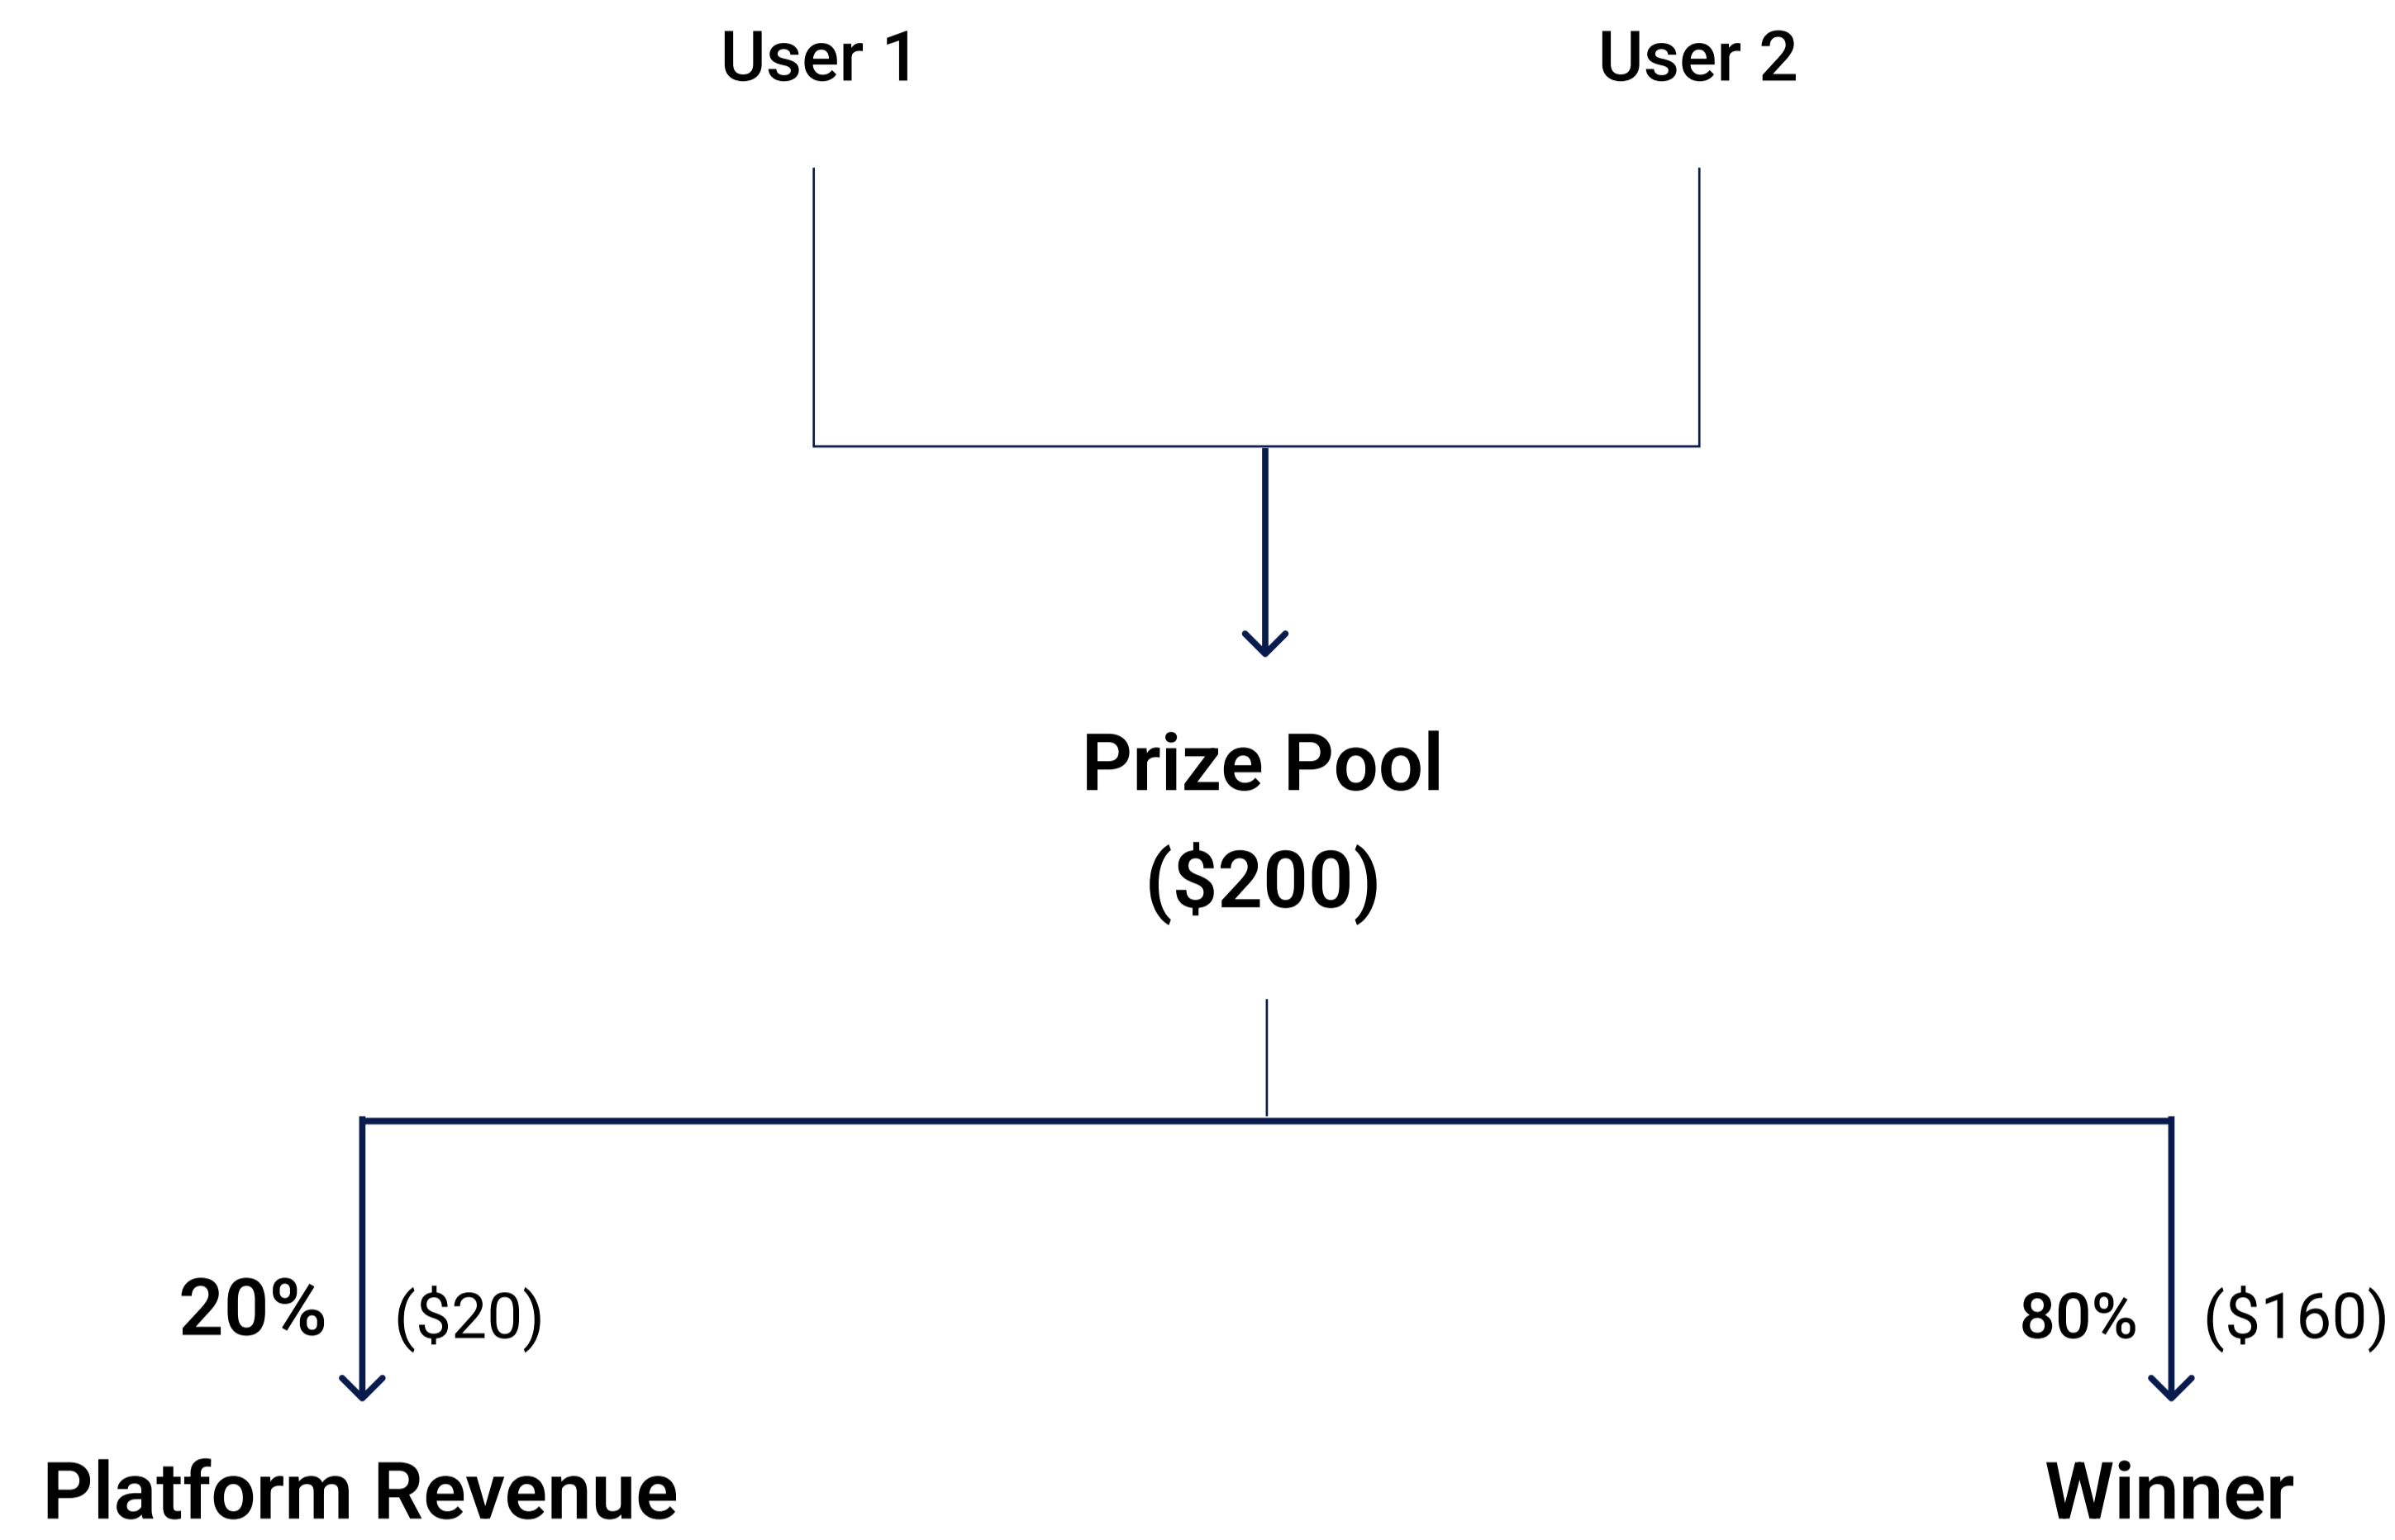 User 1
User 2
Prize Pool
($200)
20% ($20)
80% ($160)
Platform Revenue
Winner